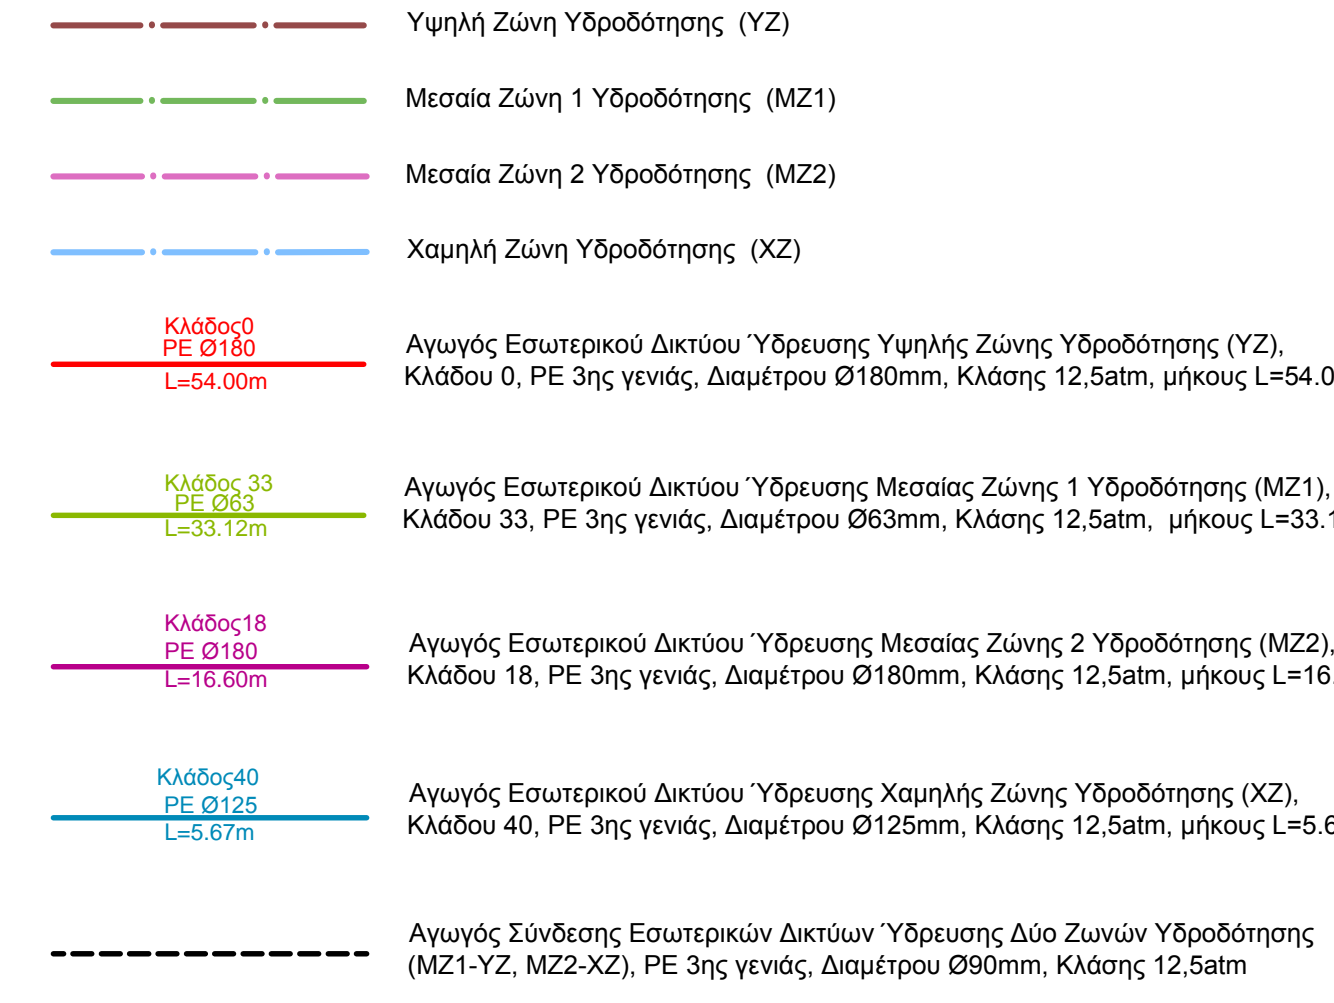 Υψηλή Ζώνη Υδροδότησης (ΥΖ)
Μεσαία Ζώνη 1 Υδροδότησης (ΜΖ1)
Μεσαία Ζώνη 2 Υδροδότησης (ΜΖ2)
Χαμηλή Ζώνη Υδροδότησης (ΧΖ)
Κλάδος0
PE Ø180
L=54.00m
Αγωγός Εσωτερικού Δικτύου Ύδρευσης Υψηλής Ζώνης Υδροδότησης (ΥΖ),
Κλάδου 0, PE 3ης γενιάς, Διαμέτρου Ø180mm, Κλάσης 12,5atm, μήκους L=54.0
Κλάδος 33
PE Ø63
L=33.12m
Αγωγός Εσωτερικού Δικτύου Ύδρευσης Μεσαίας Ζώνης 1 Υδροδότησης (ΜΖ1),
Κλάδου 33, PE 3ης γενιάς, Διαμέτρου Ø63mm, Κλάσης 12,5atm, μήκους L=33.1
Κλάδος18
PE Ø180
L=16.60m
Αγωγός Εσωτερικού Δικτύου Ύδρευσης Μεσαίας Ζώνης 2 Υδροδότησης (ΜΖ2),
Κλάδου 18, PE 3ης γενιάς, Διαμέτρου Ø180mm, Κλάσης 12,5atm, μήκους L=16.
Κλάδος40
PE Ø125
L=5.67m
Αγωγός Εσωτερικού Δικτύου Ύδρευσης Χαμηλής Ζώνης Υδροδότησης (ΧΖ),
Κλάδου 40, PE 3ης γενιάς, Διαμέτρου Ø125mm, Κλάσης 12,5atm, μήκους L=5.6
Αγωγός Σύνδεσης Εσωτερικών Δικτύων Ύδρευσης Δύο Ζωνών Υδροδότησης
(ΜΖ1-ΥΖ, ΜΖ2-ΧΖ), PE 3ης γενιάς, Διαμέτρου Ø90mm, Κλάσης 12,5atm